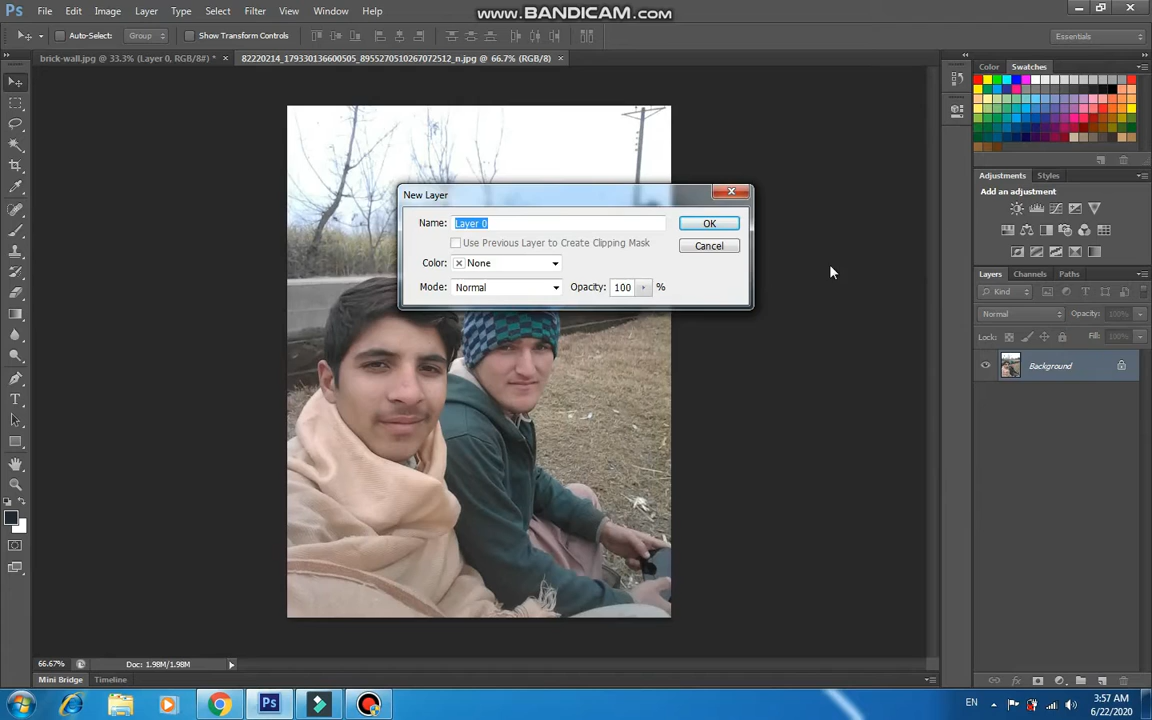 Ps File Edit Image Layer Type Select Filter View Window Help
www.BANDICAM.com
Auto-Select: Group Show Transform Controls Essentials
brick-wall.jpg @ 33.3% (Layer 0, RGB/8#) * × 82220214_179330136600505_8955270510267072512_n.jpg @ 66.7% (RGB/8) ×
Color Swatches
New Layer
Name: Layer 0 OK
Use Previous Layer to Create Clipping Mask Cancel
Color: None
Mode: Normal Opacity: 100 %
Adjustments Styles
Add an adjustment
Layers Channels Paths
Kind
Normal Opacity: 100%
Lock: Fill: 100%
Background
66.67% Doc: 1.98M/1.98M
Mini Bridge Timeline
Ps EN 3:57 AM
6/22/2020